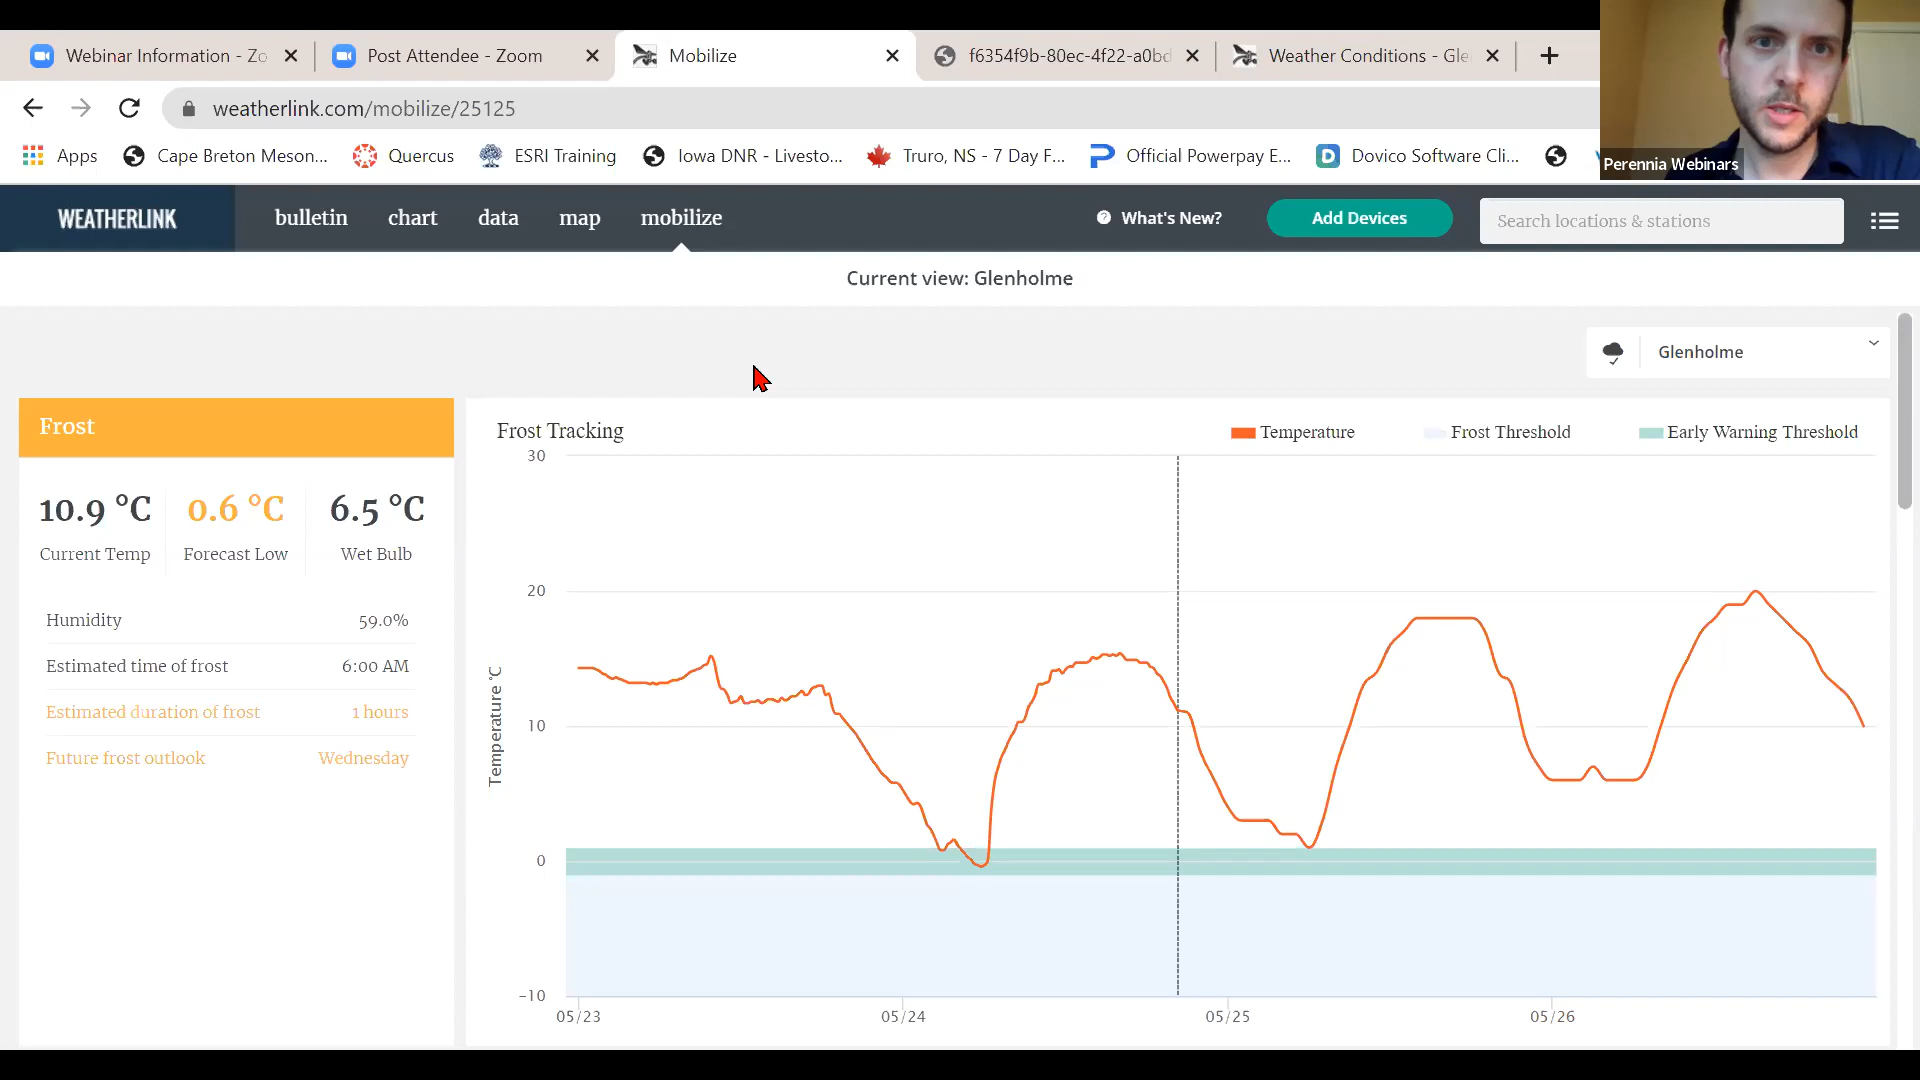 Webinar Information - Zo
Post Attendee - Zoom
Mobilize
f6354f9b-80ec-4f22-a0bd
Weather Conditions - Gle
weatherlink.com/mobilize/25125
Apps
Cape Breton Meson...
Quercus
ESRI Training
Iowa DNR - Livesto...
Truro, NS - 7 Day F...
Official Powerpay E...
Dovico Software Cli...
Perennia Webinars
WEATHERLINK
bulletin
chart
data
map
mobilize
What's New?
Add Devices
Search locations & stations
Current view: Glenholme
Glenholme
Frost
10.9 °C
0.6 °C
6.5 °C
Current Temp
Forecast Low
Wet Bulb
Humidity 59.0%
Estimated time of frost 6:00 AM
Estimated duration of frost 1 hours
Future frost outlook Wednesday
Frost Tracking
Temperature
Frost Threshold
Early Warning Threshold
Temperature °C
30
20
10
0
-10
05/23
05/24
05/25
05/26